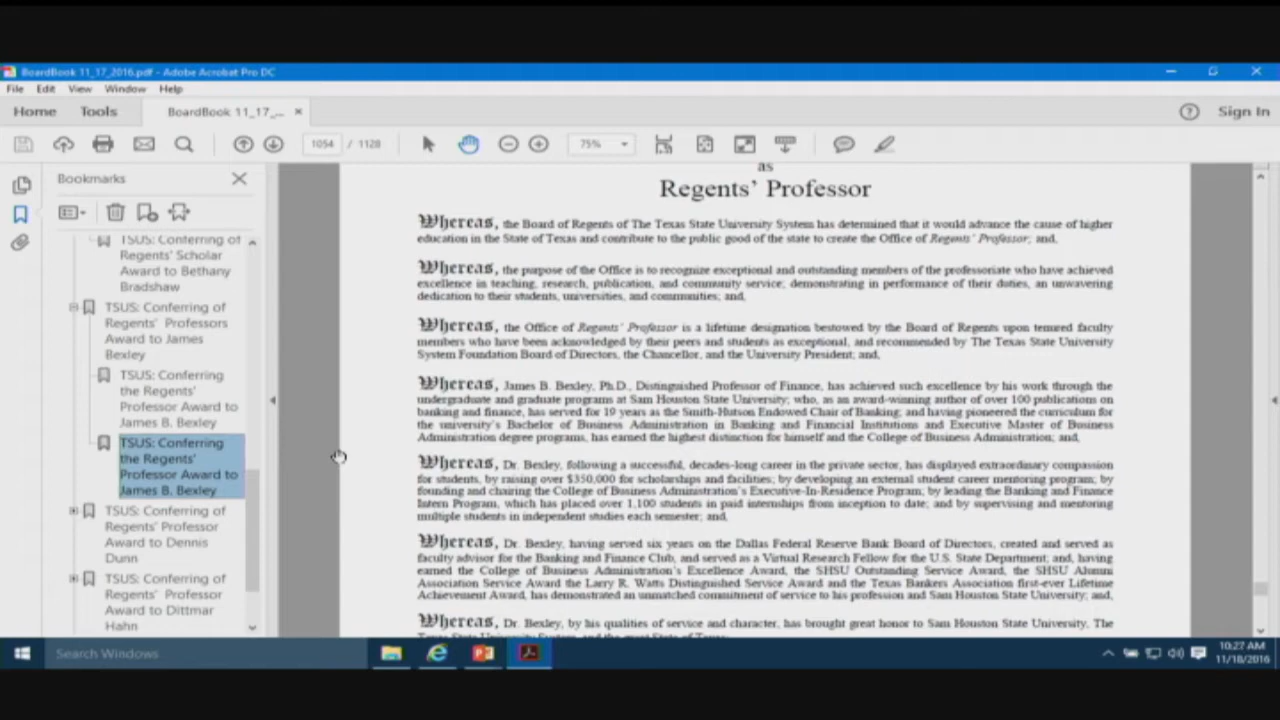 BoardBook 11_17_2016.pdf - Adobe Acrobat Pro DC
File Edit View Window Help
Home Tools BoardBook 11_17_... ×
Sign In
1054 / 1128 75%
Bookmarks
TSUS: Conferring of
Regents' Scholar
Award to Bethany
Bradshaw
TSUS: Conferring of
Regents' Professors
Award to James
Bexley
TSUS: Conferring
the Regents'
Professor Award to
James B. Bexley
TSUS: Conferring
the Regents'
Professor Award to
James B. Bexley
TSUS: Conferring of
Regents' Professor
Award to Dennis
Dunn
TSUS: Conferring of
Regents' Professor
Award to Dittmar
Hahn
as
Regents' Professor
Whereas, the Board of Regents of The Texas State University System has determined that it would advance the cause of higher
education in the State of Texas and contribute to the public good of the state to create the Office of Regents' Professor; and,
Whereas, the purpose of the Office is to recognize exceptional and outstanding members of the professoriate who have achieved
excellence in teaching, research, publication, and community service; demonstrating in performance of their duties, an unwavering
dedication to their students, universities, and communities; and,
Whereas, the Office of Regents' Professor is a lifetime designation bestowed by the Board of Regents upon tenured faculty
members who have been acknowledged by their peers and students as exceptional, and recommended by The Texas State University
System Foundation Board of Directors, the Chancellor, and the University President; and,
Whereas, James B. Bexley, Ph.D., Distinguished Professor of Finance, has achieved such excellence by his work through the
undergraduate and graduate programs at Sam Houston State University; who, as an award-winning author of over 100 publications on
banking and finance, has served for 19 years as the Smith-Hutson Endowed Chair of Banking; and having pioneered the curriculum for
the university's Bachelor of Business Administration in Banking and Financial Institutions and Executive Master of Business
Administration degree programs, has earned the highest distinction for himself and the College of Business Administration; and,
Whereas, Dr. Bexley, following a successful, decades-long career in the private sector, has displayed extraordinary compassion
for students, by raising over $350,000 for scholarships and facilities; by developing an external student career mentoring program; by
founding and chairing the College of Business Administration's Executive-In-Residence Program, by leading the Banking and Finance
Intern Program, which has placed over 1,100 students in paid internships from inception to date; and by supervising and mentoring
multiple students in independent studies each semester; and,
Whereas, Dr. Bexley, having served six years on the Dallas Federal Reserve Bank Board of Directors, created and served as
faculty advisor for the Banking and Finance Club, and served as a Virtual Research Fellow for the U.S. State Department; and, having
earned the College of Business Administration's Excellence Award, the SHSU Outstanding Service Award, the SHSU Alumni
Association Service Award the Larry R. Watts Distinguished Service Award and the Texas Bankers Association first-ever Lifetime
Achievement Award, has demonstrated an unmatched commitment of service to his profession and Sam Houston State University; and,
Whereas, Dr. Bexley, by his qualities of service and character, has brought great honor to Sam Houston State University, The
Texas State University System, and the great State of Texas;
Search Windows
10:27 AM
11/18/2016